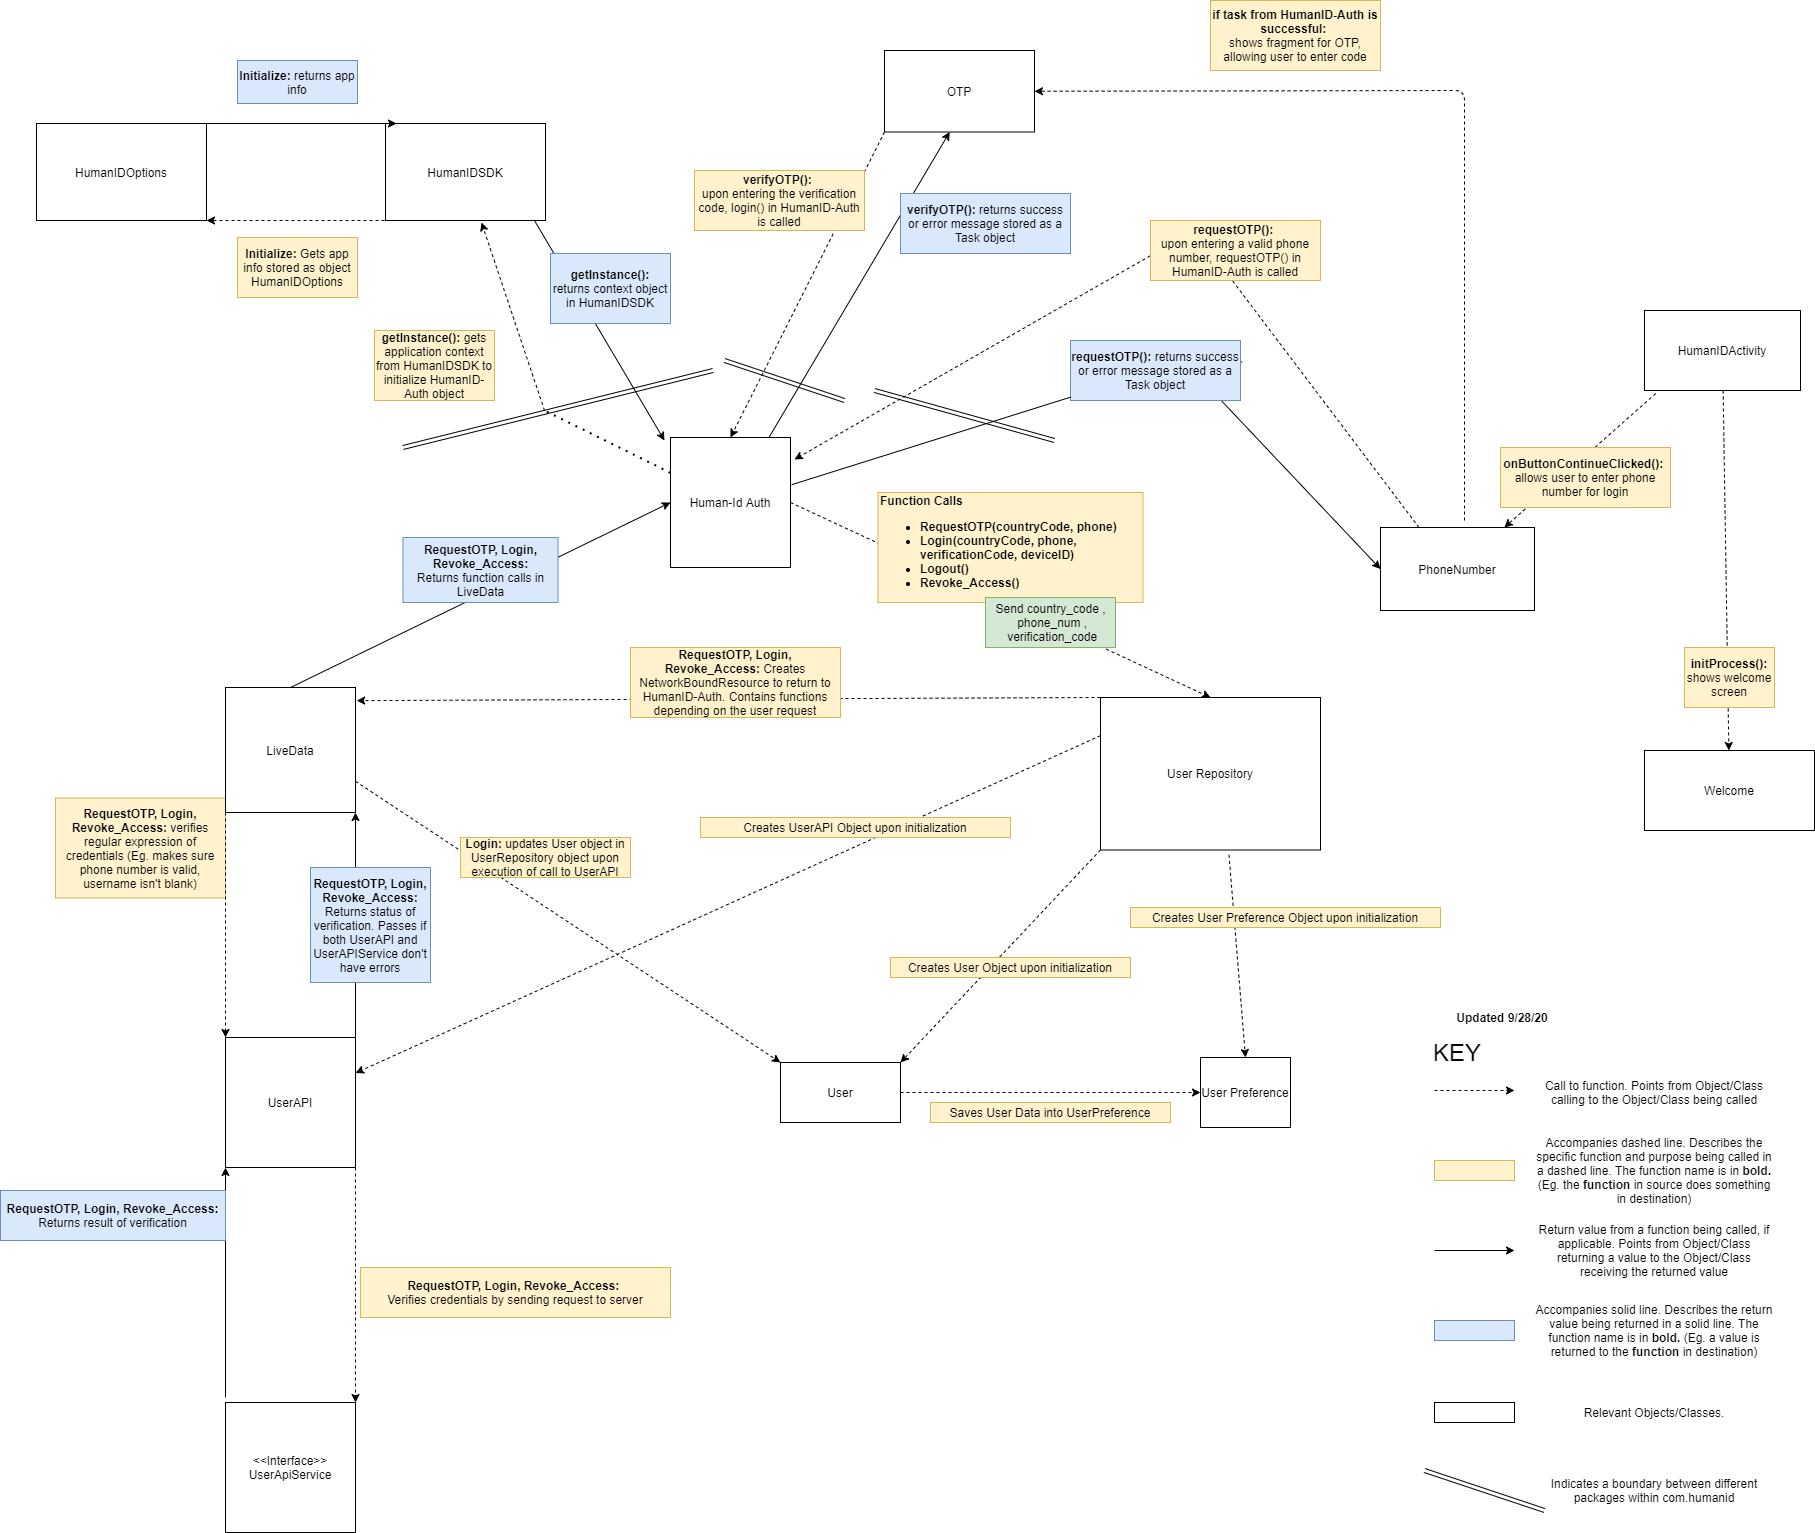 if task from HumanID-Auth is
successful:
shows fragment for OTP,
allowing user to enter code
Initialize: returns app
info
OTP
HumanIDOptions
HumanIDSDK
verifyOTP():
upon entering the verification
code, login() in HumanID-Auth
is called
verifyOTP(): returns success
or error message stored as a
Task object
requestOTP():
upon entering a valid phone
number, requestOTP() in
HumanID-Auth is called
Initialize: Gets app
info stored as object
HumanIDOptions
getInstance():
returns context object
in HumanIDSDK
getInstance(): gets
application context
from HumanIDSDK to
initialize HumanID-
Auth object
requestOTP(): returns success
or error message stored as a
Task object
HumanIDActivity
onButtonContinueClicked():
allows user to enter phone
number for login
Human-Id Auth
Function Calls
• RequestOTP(countryCode, phone)
• Login(countryCode, phone,
verificationCode, deviceID)
• Logout()
• Revoke_Access()
PhoneNumber
RequestOTP, Login,
Revoke_Access:
Returns function calls in
LiveData
Send country_code ,
phone_num ,
verification_code
RequestOTP, Login,
Revoke_Access: Creates
NetworkBoundResource to return to
HumanID-Auth. Contains functions
depending on the user request
initProcess():
shows welcome
screen
LiveData
User Repository
Welcome
RequestOTP, Login,
Revoke_Access: verifies
regular expression of
credentials (Eg. makes sure
phone number is valid,
username isn't blank)
Login: updates User object in
UserRepository object upon
execution of call to UserAPI
Creates UserAPI Object upon initialization
RequestOTP, Login,
Revoke_Access:
Returns status of
verification. Passes if
both UserAPI and
UserAPIService don't
have errors
Creates User Preference Object upon initialization
Creates User Object upon initialization
UserAPI
User
User Preference
Saves User Data into UserPreference
RequestOTP, Login, Revoke_Access:
Returns result of verification
RequestOTP, Login, Revoke_Access:
Verifies credentials by sending request to server
<<Interface>>
UserApiService
Updated 9/28/20
KEY
Call to function. Points from Object/Class
calling to the Object/Class being called
Accompanies dashed line. Describes the
specific function and purpose being called in
a dashed line. The function name is in bold.
(Eg. the function in source does something
in destination)
Return value from a function being called, if
applicable. Points from Object/Class
returning a value to the Object/Class
receiving the returned value
Accompanies solid line. Describes the return
value being returned in a solid line. The
function name is in bold. (Eg. a value is
returned to the function in destination)
Relevant Objects/Classes.
Indicates a boundary between different
packages within com.humanid